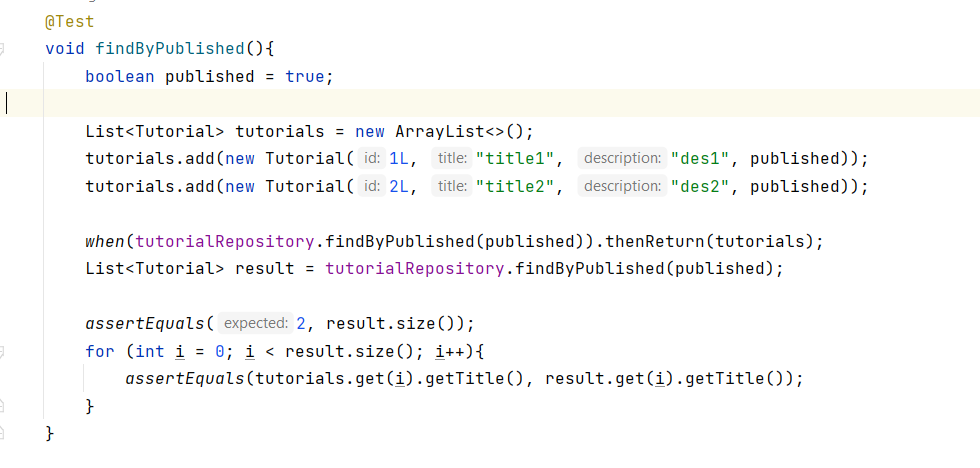 @Test
void findByPublished(){
boolean published = true;
List<Tutorial> tutorials = new ArrayList<>();
tutorials.add(new Tutorial( id: 1L, title: "title1", description: "des1", published));
tutorials.add(new Tutorial( id: 2L, title: "title2", description: "des2", published));
when(tutorialRepository.findByPublished(published)).thenReturn(tutorials);
List<Tutorial> result = tutorialRepository.findByPublished(published);
assertEquals( expected: 2, result.size());
for (int i = 0; i < result.size(); i++){
assertEquals(tutorials.get(i).getTitle(), result.get(i).getTitle());
}
}